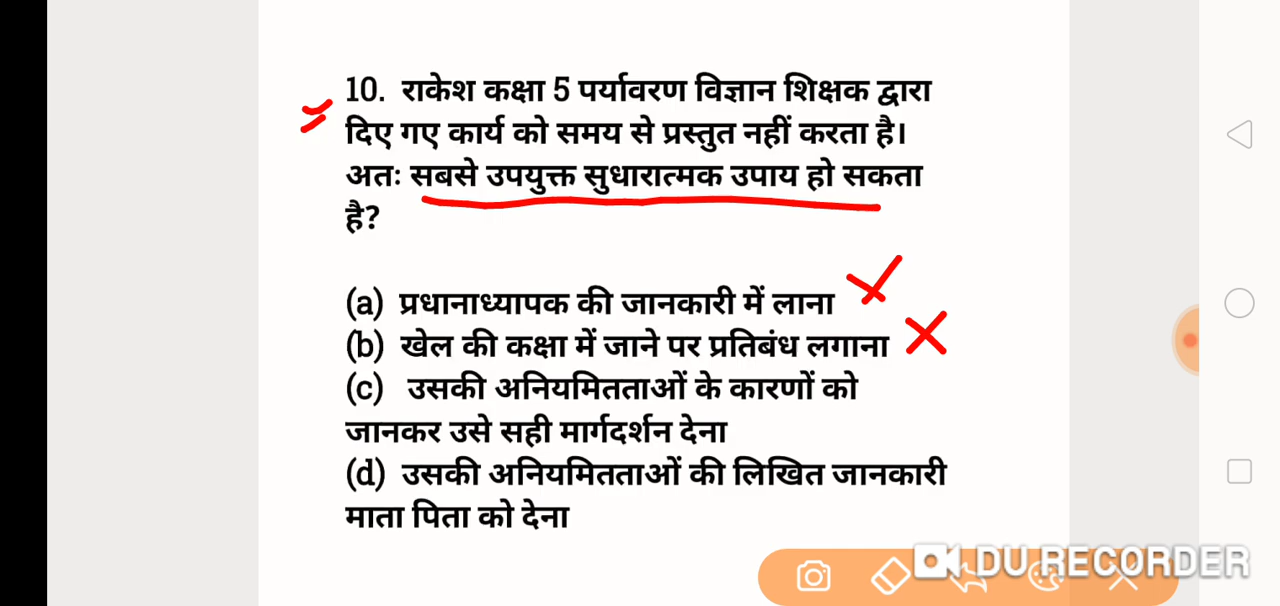 10. राकेश कक्षा 5 पर्यावरण विज्ञान शिक्षक द्वारा
दिए गए कार्य को समय से प्रस्तुत नहीं करता है।
अतः सबसे उपयुक्त सुधारात्मक उपाय हो सकता
है?
(a) प्रधानाध्यापक की जानकारी में लाना
(b) खेल की कक्षा में जाने पर प्रतिबंध लगाना
(c) उसकी अनियमितताओं के कारणों को
जानकर उसे सही मार्गदर्शन देना
(d) उसकी अनियमितताओं की लिखित जानकारी
माता पिता को देना
DU RECORDER